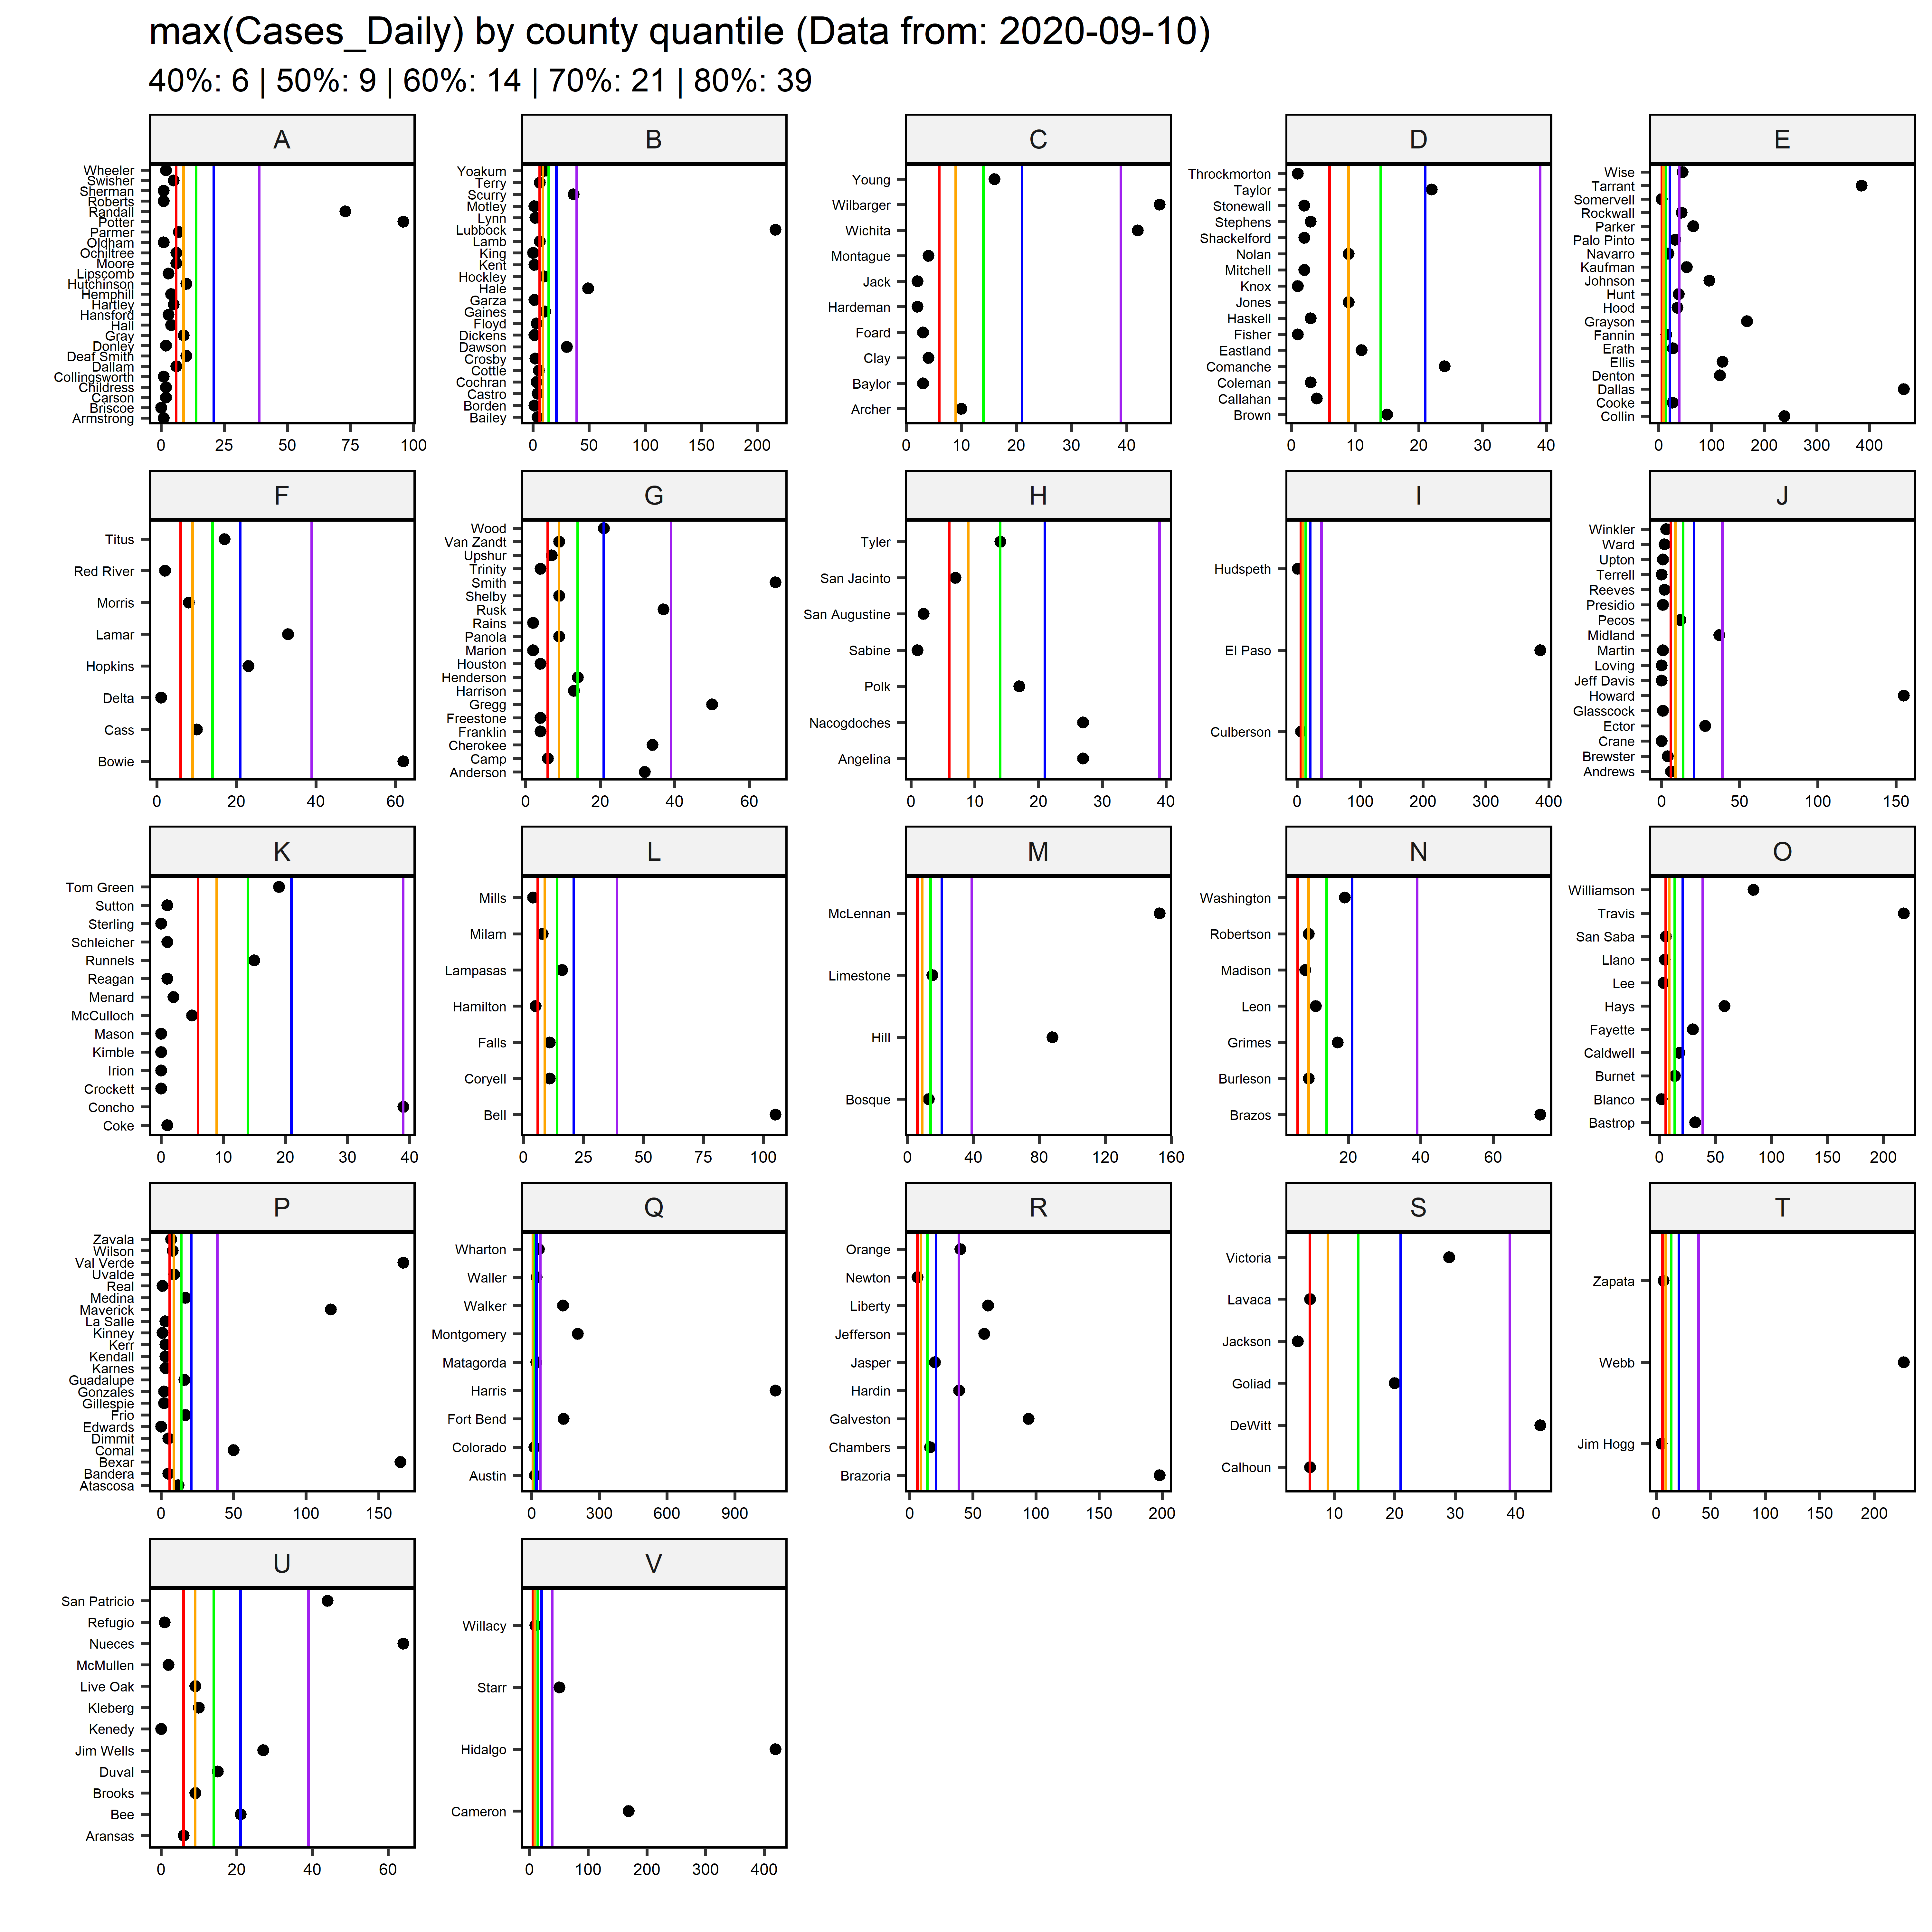 max(Cases_Daily) by county quantile (Data from: 2020-09-10)
40%: 6 | 50%: 9 | 60%: 14 | 70%: 21 | 80%: 39
A
Wheeler
Swisher
Sherman
Roberts
Randall
Potter
Parmer
Oldham
Ochiltree
Moore
Lipscomb
Hutchinson
Hemphill
Hartley
Hansford
Hall
Gray
Donley
Deaf Smith
Dallam
Collingsworth
Childress
Carson
Briscoe
Armstrong
0 25 50 75 100
B
Yoakum
Terry
Scurry
Motley
Lynn
Lubbock
Lamb
King
Kent
Hockley
Hale
Garza
Gaines
Floyd
Dickens
Dawson
Crosby
Cottle
Cochran
Castro
Borden
Bailey
0 50 100 150 200
C
Young
Wilbarger
Wichita
Montague
Jack
Hardeman
Foard
Clay
Baylor
Archer
0 10 20 30 40
D
Throckmorton
Taylor
Stonewall
Stephens
Shackelford
Nolan
Mitchell
Knox
Jones
Haskell
Fisher
Eastland
Comanche
Coleman
Callahan
Brown
0 10 20 30 40
E
Wise
Tarrant
Somervell
Rockwall
Parker
Palo Pinto
Navarro
Kaufman
Johnson
Hunt
Hood
Grayson
Fannin
Erath
Ellis
Denton
Dallas
Cooke
Collin
0 100 200 300 400
F
Titus
Red River
Morris
Lamar
Hopkins
Delta
Cass
Bowie
0 20 40 60
G
Wood
Van Zandt
Upshur
Trinity
Smith
Shelby
Rusk
Rains
Panola
Marion
Houston
Henderson
Harrison
Gregg
Freestone
Franklin
Cherokee
Camp
Anderson
0 20 40 60
H
Tyler
San Jacinto
San Augustine
Sabine
Polk
Nacogdoches
Angelina
0 10 20 30 40
I
Hudspeth
El Paso
Culberson
0 100 200 300 400
J
Winkler
Ward
Upton
Terrell
Reeves
Presidio
Pecos
Midland
Martin
Loving
Jeff Davis
Howard
Glasscock
Ector
Crane
Brewster
Andrews
0 50 100 150
K
Tom Green
Sutton
Sterling
Schleicher
Runnels
Reagan
Menard
McCulloch
Mason
Kimble
Irion
Crockett
Concho
Coke
0 10 20 30 40
L
Mills
Milam
Lampasas
Hamilton
Falls
Coryell
Bell
0 25 50 75 100
M
McLennan
Limestone
Hill
Bosque
0 40 80 120 160
N
Washington
Robertson
Madison
Leon
Grimes
Burleson
Brazos
20 40 60
O
Williamson
Travis
San Saba
Llano
Lee
Hays
Fayette
Caldwell
Burnet
Blanco
Bastrop
0 50 100 150 200
P
Zavala
Wilson
Val Verde
Uvalde
Real
Medina
Maverick
La Salle
Kinney
Kerr
Kendall
Karnes
Guadalupe
Gonzales
Gillespie
Frio
Edwards
Dimmit
Comal
Bexar
Bandera
Atascosa
0 50 100 150
Q
Wharton
Waller
Walker
Montgomery
Matagorda
Harris
Fort Bend
Colorado
Austin
0 300 600 900
R
Orange
Newton
Liberty
Jefferson
Jasper
Hardin
Galveston
Chambers
Brazoria
0 50 100 150 200
S
Victoria
Lavaca
Jackson
Goliad
DeWitt
Calhoun
10 20 30 40
T
Zapata
Webb
Jim Hogg
0 50 100 150 200
U
San Patricio
Refugio
Nueces
McMullen
Live Oak
Kleberg
Kenedy
Jim Wells
Duval
Brooks
Bee
Aransas
0 20 40 60
V
Willacy
Starr
Hidalgo
Cameron
0 100 200 300 400